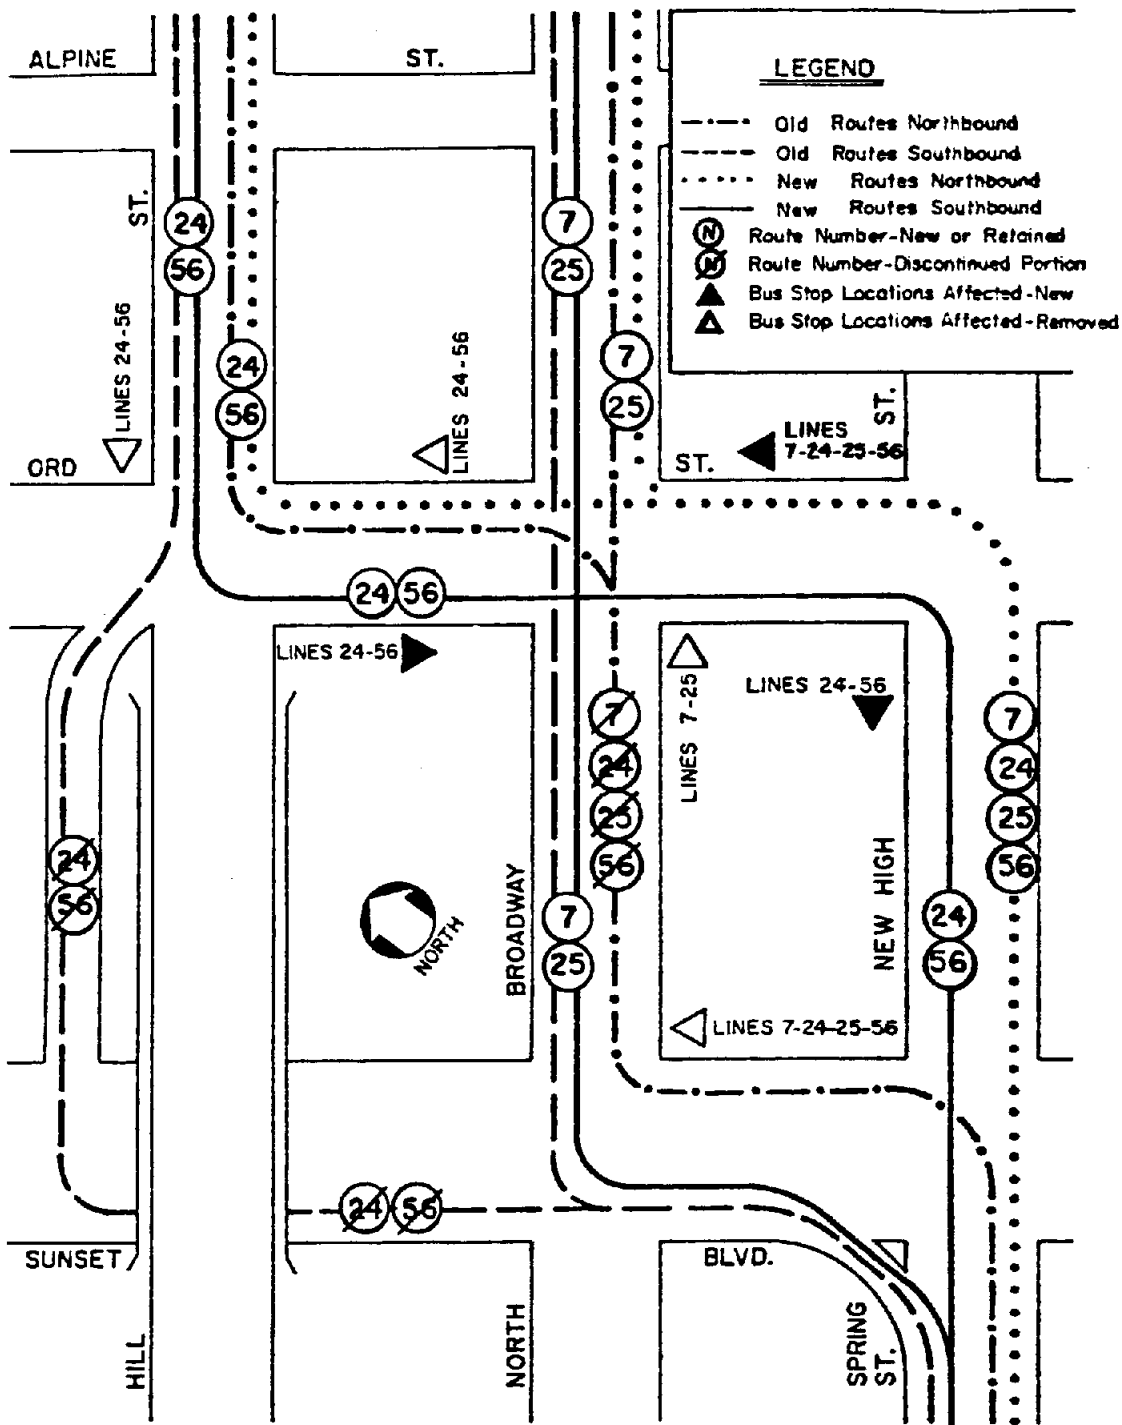 ALPINE
ST.
LEGEND
Old Routes Northbound
Old Routes Southbound
New Routes Northbound
New Routes Southbound
N Route Number-New or Retained
N Route Number-Discontinued Portion
Bus Stop Locations Affected-New
Bus Stop Locations Affected-Removed
ST.
24
56
7
25
LINES 24-56
24
56
LINES 24-56
7
25
ST.
LINES
7-24-25-56
ORD
ST.
24 56
LINES 24-56
LINES 7-25
LINES 24-56
7
24
25
56
7
24
25
56
24
56
NORTH
BROADWAY
7
25
NEW HIGH
24
56
LINES 7-24-25-56
24 56
SUNSET
BLVD.
HILL
NORTH
SPRING
ST.